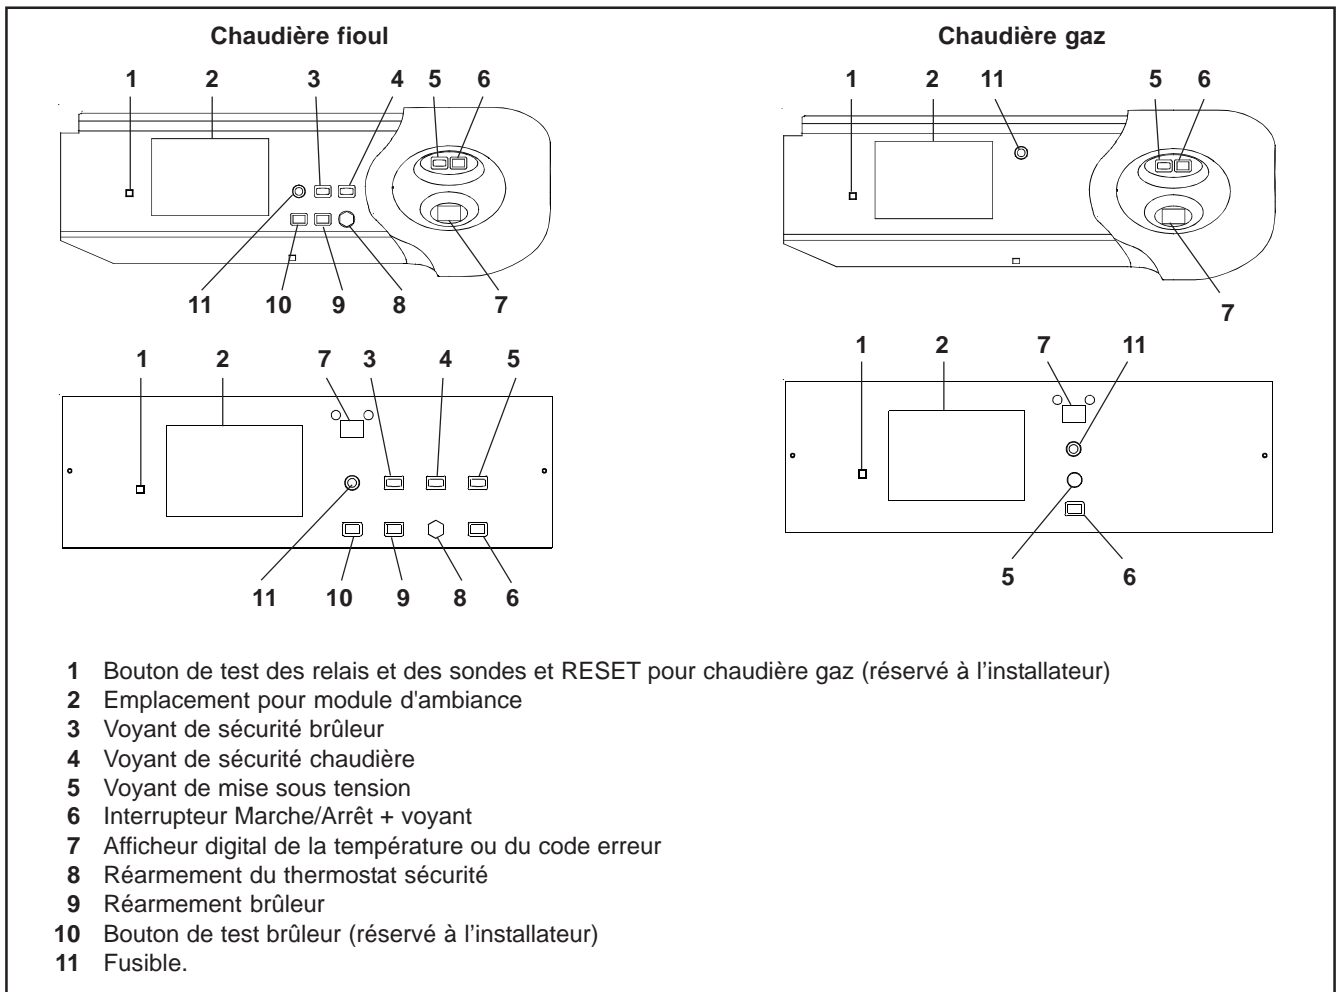 Chaudière fioul
Chaudière gaz
1 2 3 4 5 6
1 2 11 5 6
11 10 9 8 7
7
1 2 7 3 4 5
1 2 7 11
11 10 9 8 6
5 6
1 Bouton de test des relais et des sondes et RESET pour chaudière gaz (réservé à l'installateur)
2 Emplacement pour module d'ambiance
3 Voyant de sécurité brûleur
4 Voyant de sécurité chaudière
5 Voyant de mise sous tension
6 Interrupteur Marche/Arrêt + voyant
7 Afficheur digital de la température ou du code erreur
8 Réarmement du thermostat sécurité
9 Réarmement brûleur
10 Bouton de test brûleur (réservé à l'installateur)
11 Fusible.